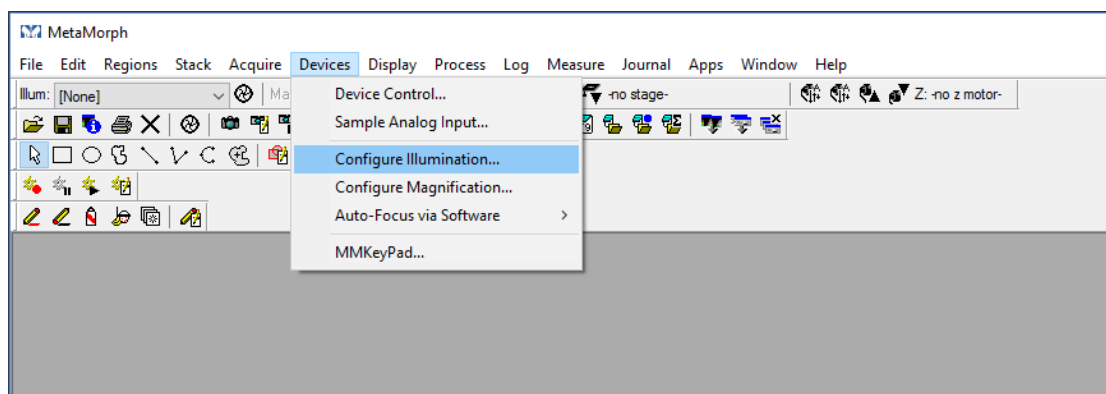 MetaMorph
File Edit Regions Stack Acquire Devices Display Process Log Measure Journal Apps Window Help
Illum: [None] Ma -no stage- Z: -no z motor-
Device Control...
Sample Analog Input...
Configure Illumination...
Configure Magnification...
Auto-Focus via Software
MMKeyPad...